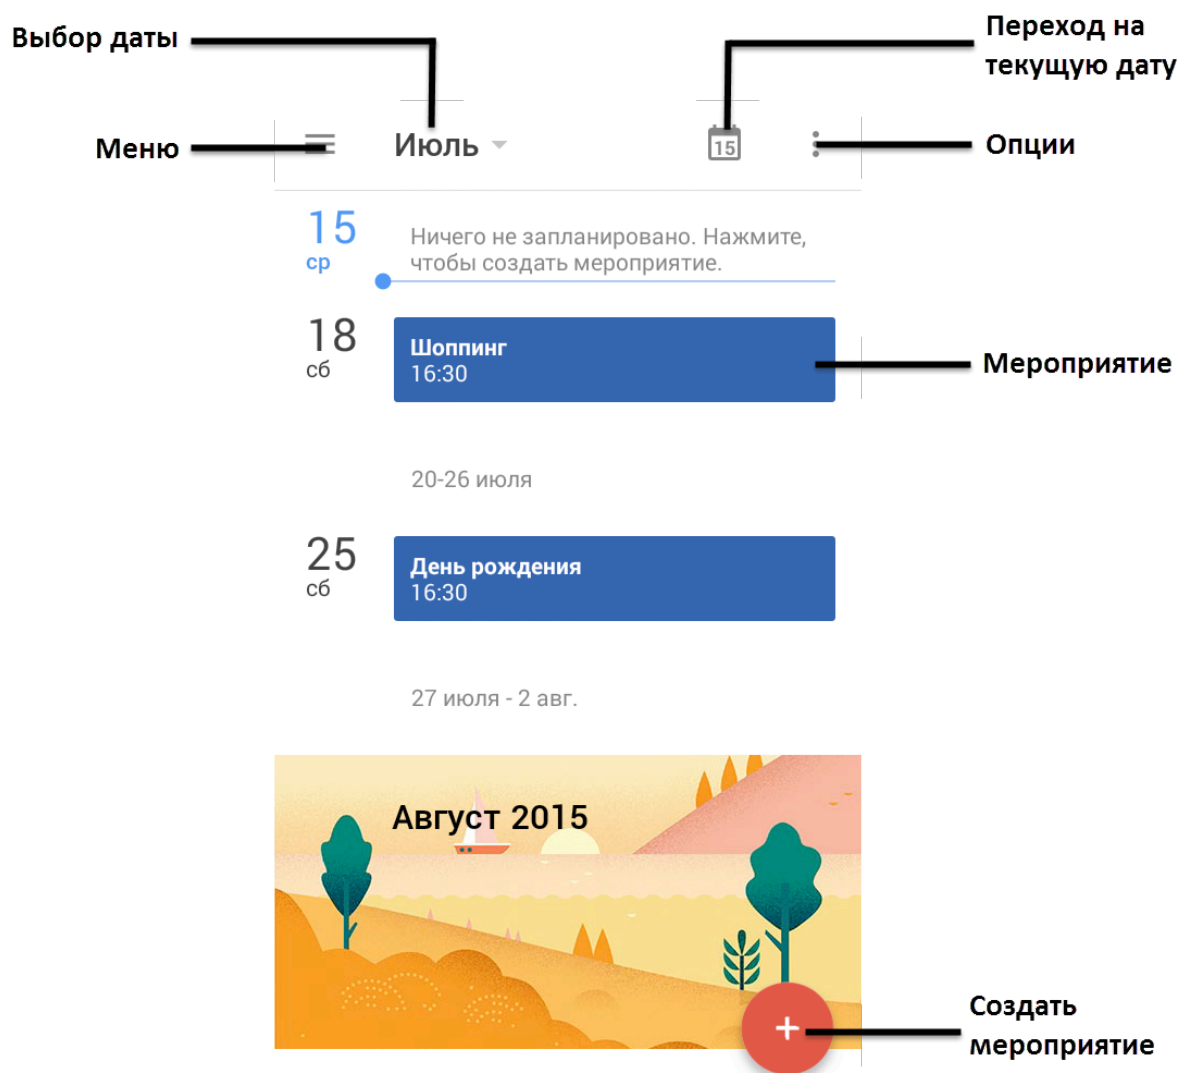 Выбор даты
Переход на
текущую дату
Меню
Июль
15
Опции
15
ср
Ничего не запланировано. Нажмите,
чтобы создать мероприятие.
18
сб
Шоппинг
16:30
Мероприятие
20-26 июля
25
сб
День рождения
16:30
27 июля - 2 авг.
Август 2015
+
Создать
мероприятие